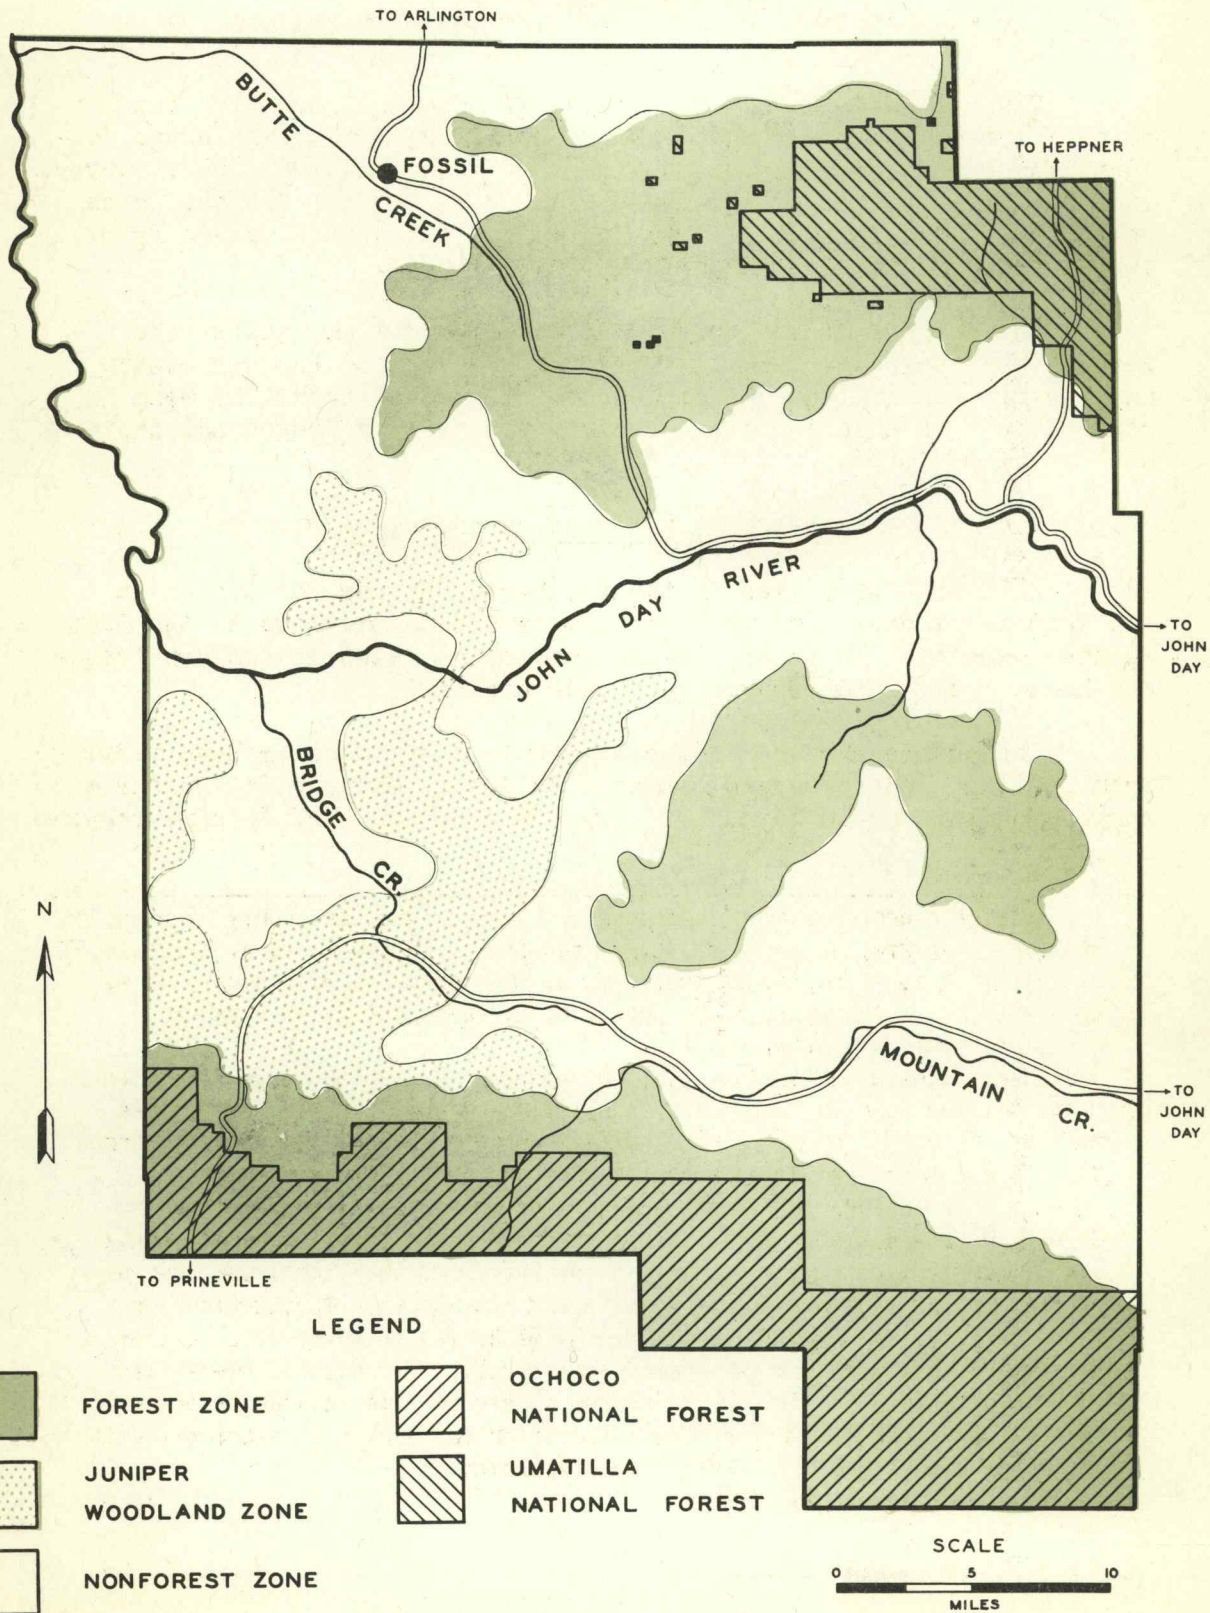 TO ARLINGTON
BUTTE
CREEK
FOSSIL
TO HEPPNER
JOHN DAY RIVER
TO
JOHN
DAY
BRIDGE
CR.
N
MOUNTAIN
CR.
TO
JOHN
DAY
TO PRINEVILLE
LEGEND
FOREST ZONE
JUNIPER
WOODLAND ZONE
NONFOREST ZONE
OCHOCO
NATIONAL FOREST
UMATILLA
NATIONAL FOREST
SCALE
0 5 10
MILES